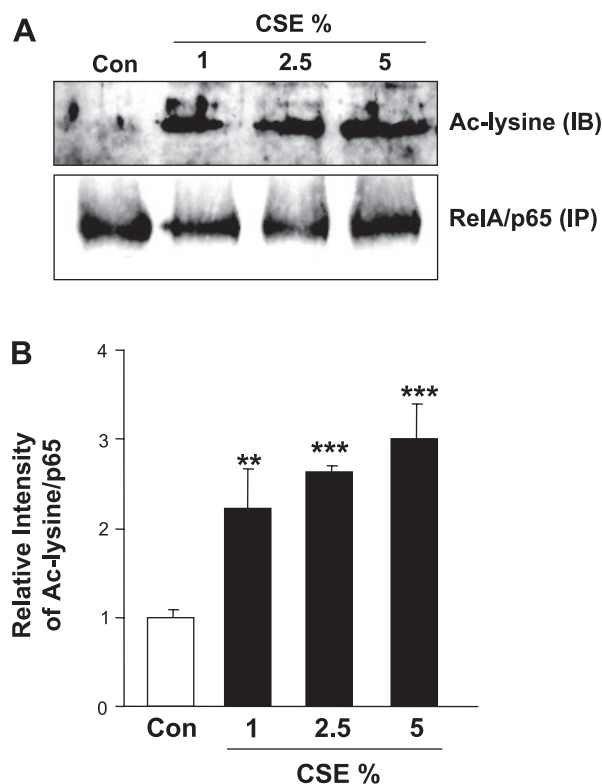 A
CSE %
Con 1 2.5 5
Ac-lysine (IB)
RelA/p65 (IP)
B
Relative Intensity
of Ac-lysine/p65
4
3
2
1
0
** *** ***
Con 1 2.5 5
CSE %